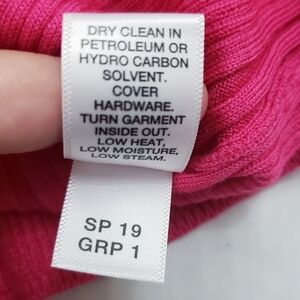 DRY CLEAN IN
PETROLEUM OR
HYDRO CARBON
SOLVENT.
COVER
HARDWARE.
TURN GARMENT
INSIDE OUT.
LOW HEAT,
LOW MOISTURE,
LOW STEAM.
SP 19
GRP 1